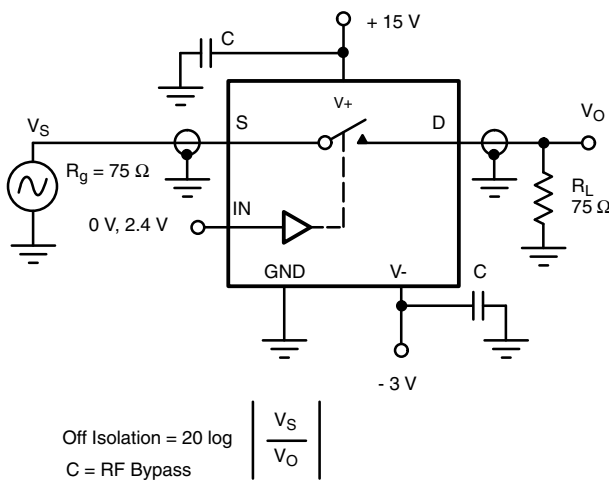 + 15 V
C
V+
VS
S
D
VO
Rg = 75 Ω
RL
75 Ω
0 V, 2.4 V
IN
GND
V-
C
- 3 V
Off Isolation = 20 log | VS / VO |
C = RF Bypass